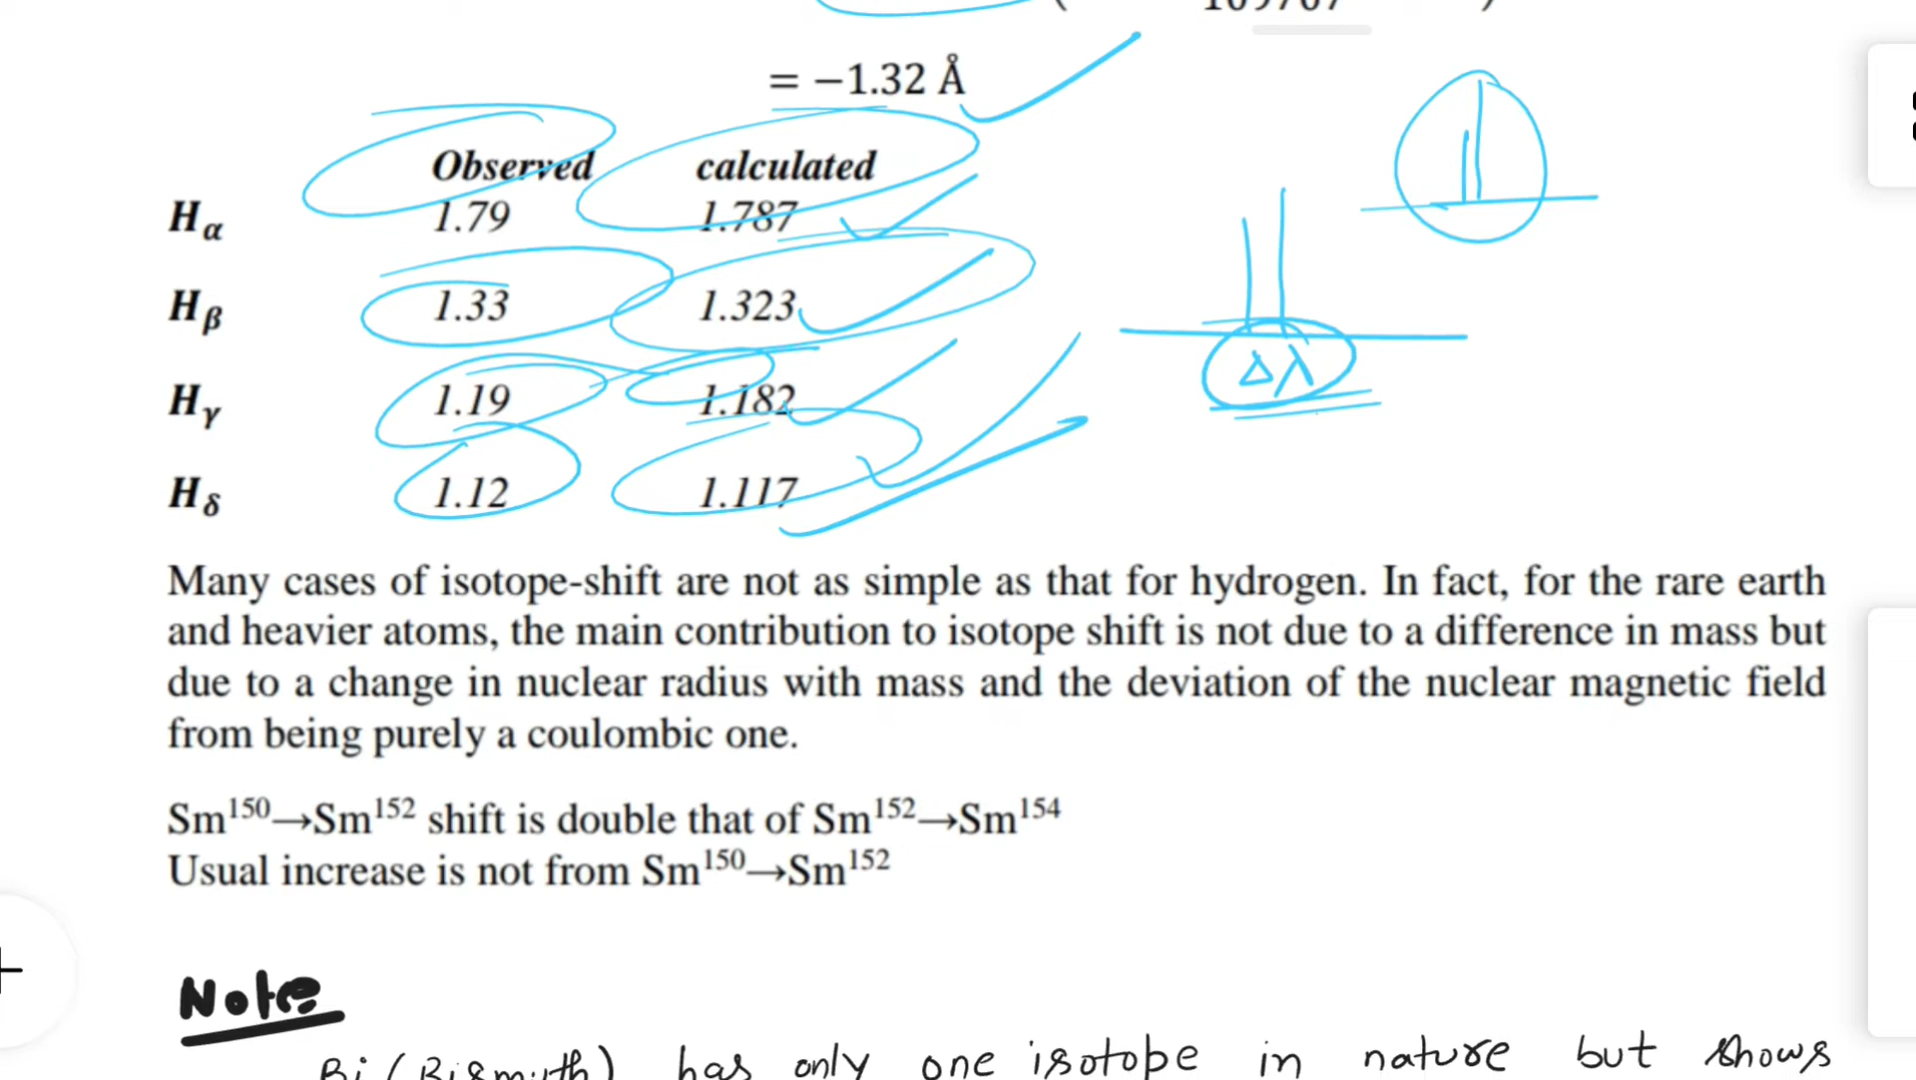 = −1.32 Å
Observed calculated
Hα 1.79 1.787
Hβ 1.33 1.323
Δλ
Hγ 1.19 1.182
Hδ 1.12 1.117
Many cases of isotope-shift are not as simple as that for hydrogen. In fact, for the rare earth
and heavier atoms, the main contribution to isotope shift is not due to a difference in mass but
due to a change in nuclear radius with mass and the deviation of the nuclear magnetic field
from being purely a coulombic one.
Sm¹⁵⁰→Sm¹⁵² shift is double that of Sm¹⁵²→Sm¹⁵⁴
Usual increase is not from Sm¹⁵⁰→Sm¹⁵²
Note
Bi (Bismuth) has only one isotope in nature but shows